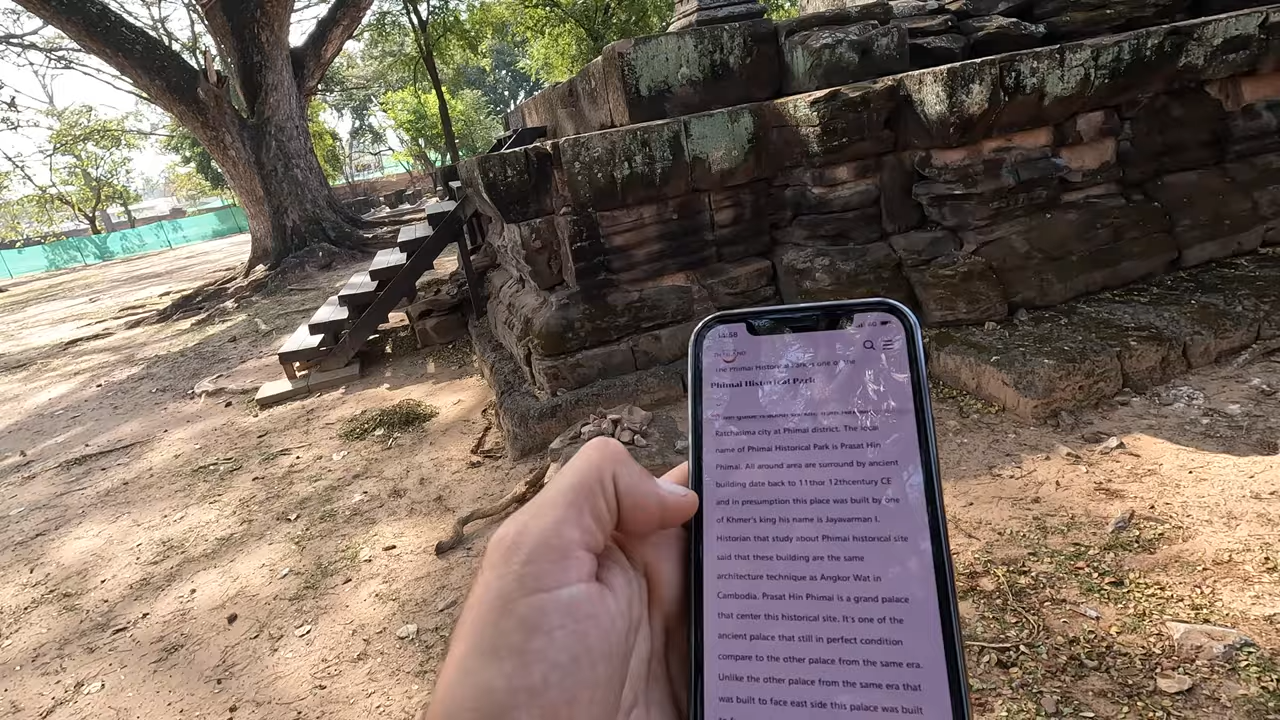 14:58
4G
THAILAND
The Phimai Historical Park is one of the
Phimai Historical Park
Ratchasima city at Phimai district. The local
name of Phimai Historical Park is Prasat Hin
Phimai. All around area are surround by ancient
building date back to 11thor 12thcentury CE
and in presumption this place was built by one
of Khmer's king his name is Jayavarman I.
Historian that study about Phimai historical site
said that these building are the same
architecture technique as Angkor Wat in
Cambodia. Prasat Hin Phimai is a grand palace
that center this historical site. It's one of the
ancient palace that still in perfect condition
compare to the other palace from the same era.
Unlike the other palace from the same era that
was built to face east side this palace was built